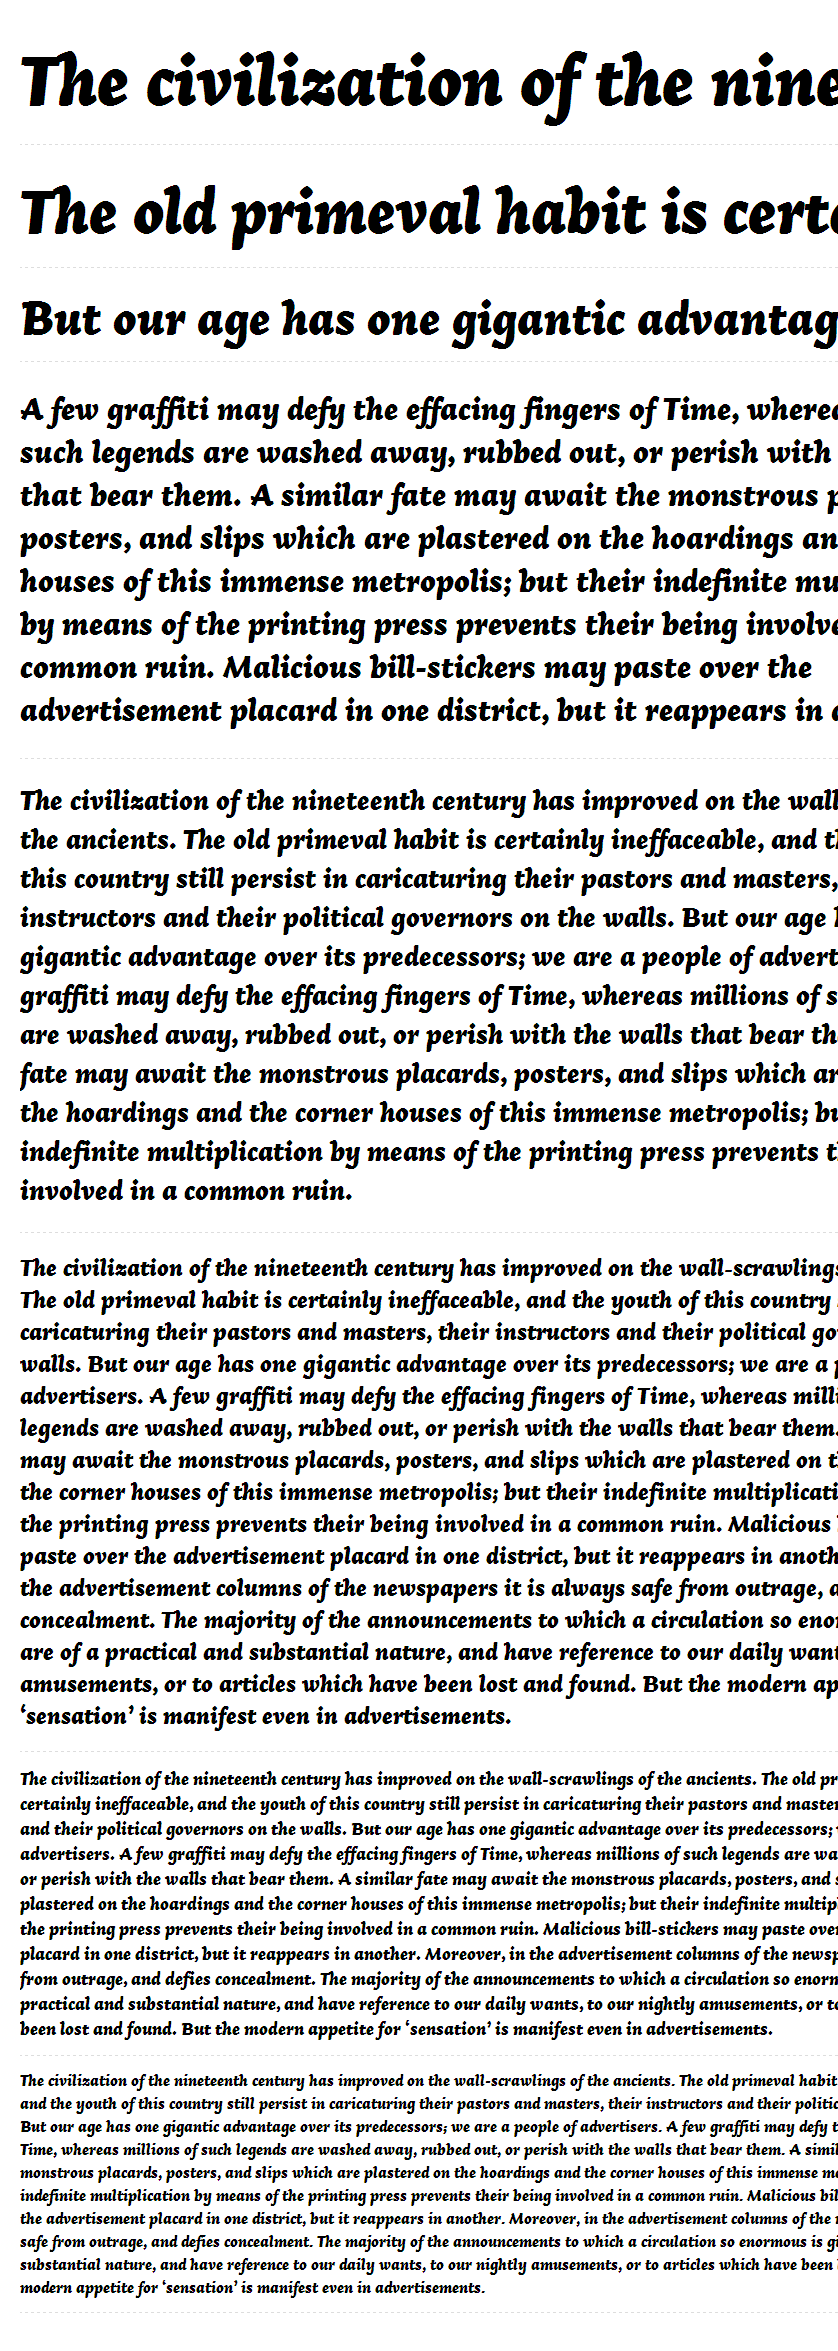 The civilization of the nine
The old primeval habit is certa
But our age has one gigantic advantag
A few graffiti may defy the effacing fingers of Time, wherea
such legends are washed away, rubbed out, or perish with
that bear them. A similar fate may await the monstrous p
posters, and slips which are plastered on the hoardings an
houses of this immense metropolis; but their indefinite mu
by means of the printing press prevents their being involve
common ruin. Malicious bill-stickers may paste over the
advertisement placard in one district, but it reappears in a
The civilization of the nineteenth century has improved on the wall
the ancients. The old primeval habit is certainly ineffaceable, and th
this country still persist in caricaturing their pastors and masters,
instructors and their political governors on the walls. But our age h
gigantic advantage over its predecessors; we are a people of advert
graffiti may defy the effacing fingers of Time, whereas millions of s
are washed away, rubbed out, or perish with the walls that bear the
fate may await the monstrous placards, posters, and slips which ar
the hoardings and the corner houses of this immense metropolis; bu
indefinite multiplication by means of the printing press prevents th
involved in a common ruin.
The civilization of the nineteenth century has improved on the wall-scrawlings
The old primeval habit is certainly ineffaceable, and the youth of this country
caricaturing their pastors and masters, their instructors and their political go
walls. But our age has one gigantic advantage over its predecessors; we are a p
advertisers. A few graffiti may defy the effacing fingers of Time, whereas milli
legends are washed away, rubbed out, or perish with the walls that bear them.
may await the monstrous placards, posters, and slips which are plastered on th
the corner houses of this immense metropolis; but their indefinite multiplicati
the printing press prevents their being involved in a common ruin. Malicious b
paste over the advertisement placard in one district, but it reappears in anoth
the advertisement columns of the newspapers it is always safe from outrage, a
concealment. The majority of the announcements to which a circulation so enor
are of a practical and substantial nature, and have reference to our daily want
amusements, or to articles which have been lost and found. But the modern ap
‘sensation’ is manifest even in advertisements.
The civilization of the nineteenth century has improved on the wall-scrawlings of the ancients. The old pr
certainly ineffaceable, and the youth of this country still persist in caricaturing their pastors and master
and their political governors on the walls. But our age has one gigantic advantage over its predecessors;
advertisers. A few graffiti may defy the effacing fingers of Time, whereas millions of such legends are wa
or perish with the walls that bear them. A similar fate may await the monstrous placards, posters, and s
plastered on the hoardings and the corner houses of this immense metropolis; but their indefinite multipl
the printing press prevents their being involved in a common ruin. Malicious bill-stickers may paste over
placard in one district, but it reappears in another. Moreover, in the advertisement columns of the newsp
from outrage, and defies concealment. The majority of the announcements to which a circulation so enorm
practical and substantial nature, and have reference to our daily wants, to our nightly amusements, or to
been lost and found. But the modern appetite for ‘sensation’ is manifest even in advertisements.
The civilization of the nineteenth century has improved on the wall-scrawlings of the ancients. The old primeval habit
and the youth of this country still persist in caricaturing their pastors and masters, their instructors and their politic
But our age has one gigantic advantage over its predecessors; we are a people of advertisers. A few graffiti may defy t
Time, whereas millions of such legends are washed away, rubbed out, or perish with the walls that bear them. A simil
monstrous placards, posters, and slips which are plastered on the hoardings and the corner houses of this immense me
indefinite multiplication by means of the printing press prevents their being involved in a common ruin. Malicious bil
the advertisement placard in one district, but it reappears in another. Moreover, in the advertisement columns of the n
safe from outrage, and defies concealment. The majority of the announcements to which a circulation so enormous is gi
substantial nature, and have reference to our daily wants, to our nightly amusements, or to articles which have been
modern appetite for ‘sensation’ is manifest even in advertisements.